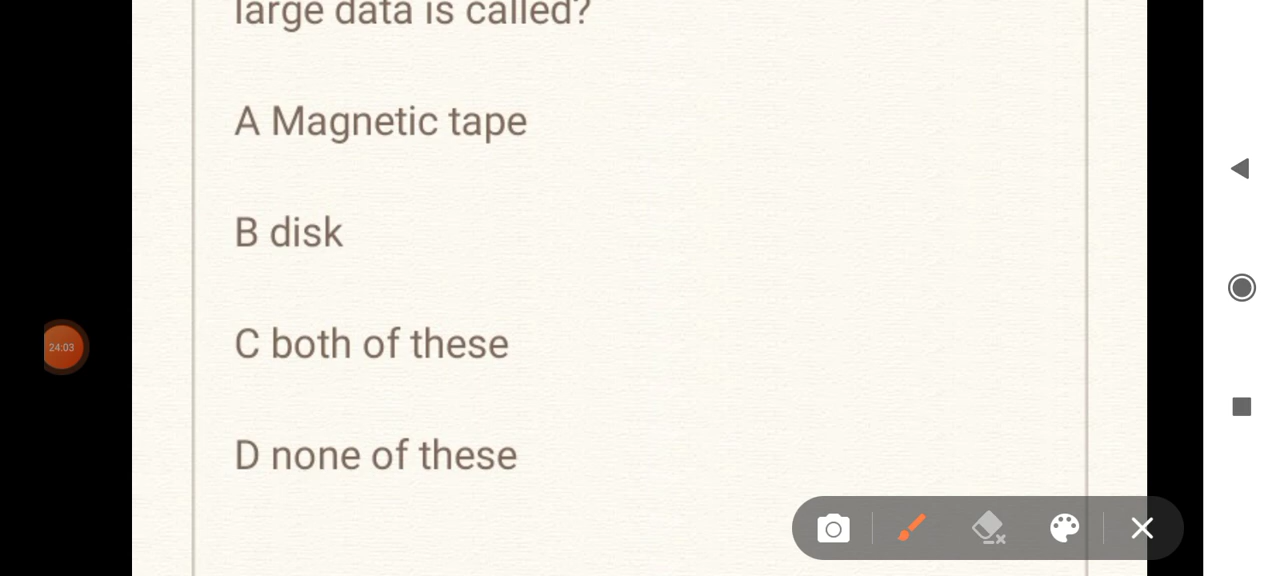 large data is called?
A Magnetic tape
B disk
C both of these
D none of these
24:03